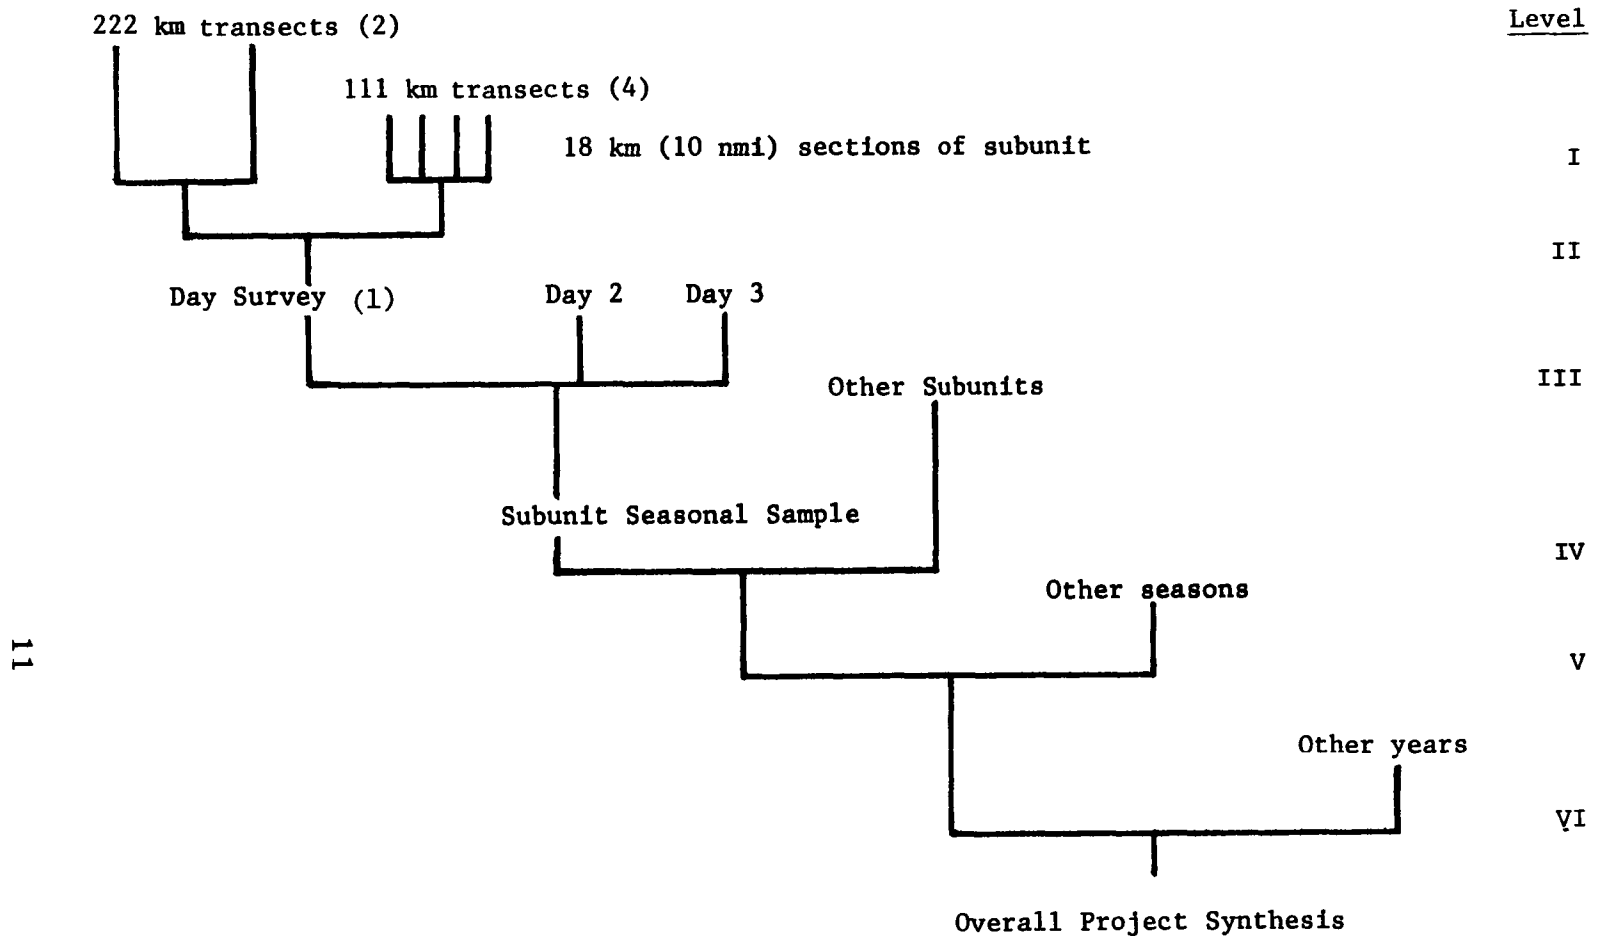 Level
222 km transects (2)
111 km transects (4)
18 km (10 nmi) sections of subunit
I
II
Day Survey (1)
Day 2
Day 3
III
Other Subunits
Subunit Seasonal Sample
IV
Other seasons
11
V
Other years
VI
Overall Project Synthesis